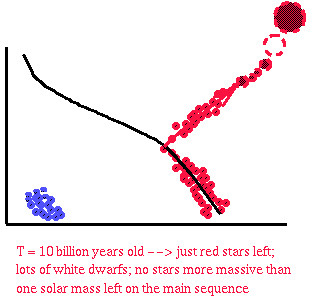 T = 10 billion years old --> just red stars left;
lots of white dwarfs; no stars more massive than
one solar mass left on the main sequence